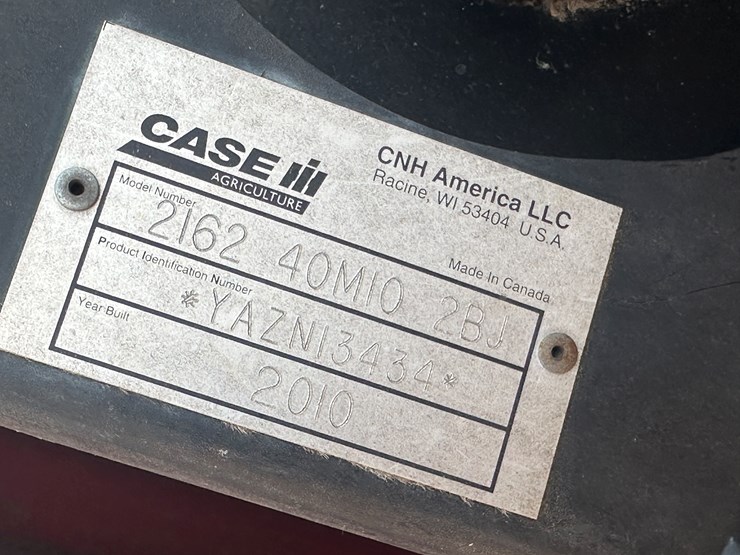 CASE IH
AGRICULTURE
CNH America LLC
Racine, WI 53404 U.S.A.
Made In Canada
Model Number
2162 40M10 2BJ
Product Identification Number
*YAZN13434*
Year Built
2010